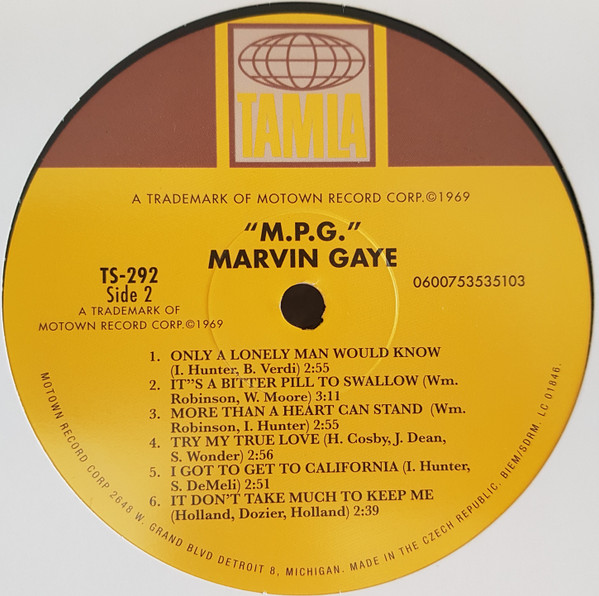 TAMLA
A TRADEMARK OF MOTOWN RECORD CORP.©1969
"M.P.G."
MARVIN GAYE
TS-292
Side 2
0600753535103
A TRADEMARK OF
MOTOWN RECORD CORP.©1969
1. ONLY A LONELY MAN WOULD KNOW
(I. Hunter, B. Verdi) 2:55
2. IT"S A BITTER PILL TO SWALLOW (Wm.
Robinson, W. Moore) 3:11
3. MORE THAN A HEART CAN STAND (Wm.
Robinson, I. Hunter) 2:55
4. TRY MY TRUE LOVE (H. Cosby, J. Dean,
S. Wonder) 2:56
5. I GOT TO GET TO CALIFORNIA (I. Hunter,
S. DeMeli) 2:51
6. IT DON'T TAKE MUCH TO KEEP ME
(Holland, Dozier, Holland) 2:39
MOTOWN RECORD CORP 2648 W. GRAND BLVD DETROIT 8, MICHIGAN. MADE IN THE CZECH REPUBLIC. BIEM/SDRM. LC 01846.